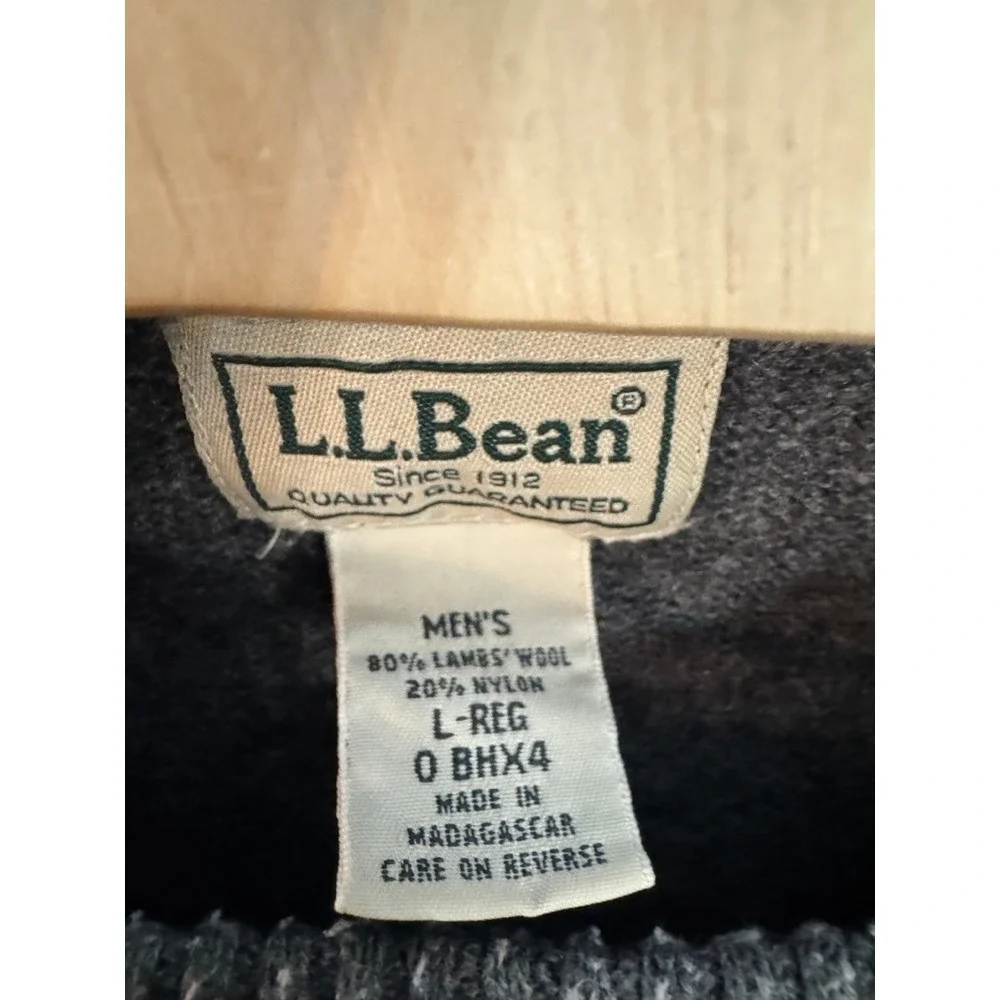 L.L.Bean®
Since 1912
QUALITY GUARANTEED
MEN'S
80% LAMBS' WOOL
20% NYLON
L-REG
0 BHX4
MADE IN
MADAGASCAR
CARE ON REVERSE